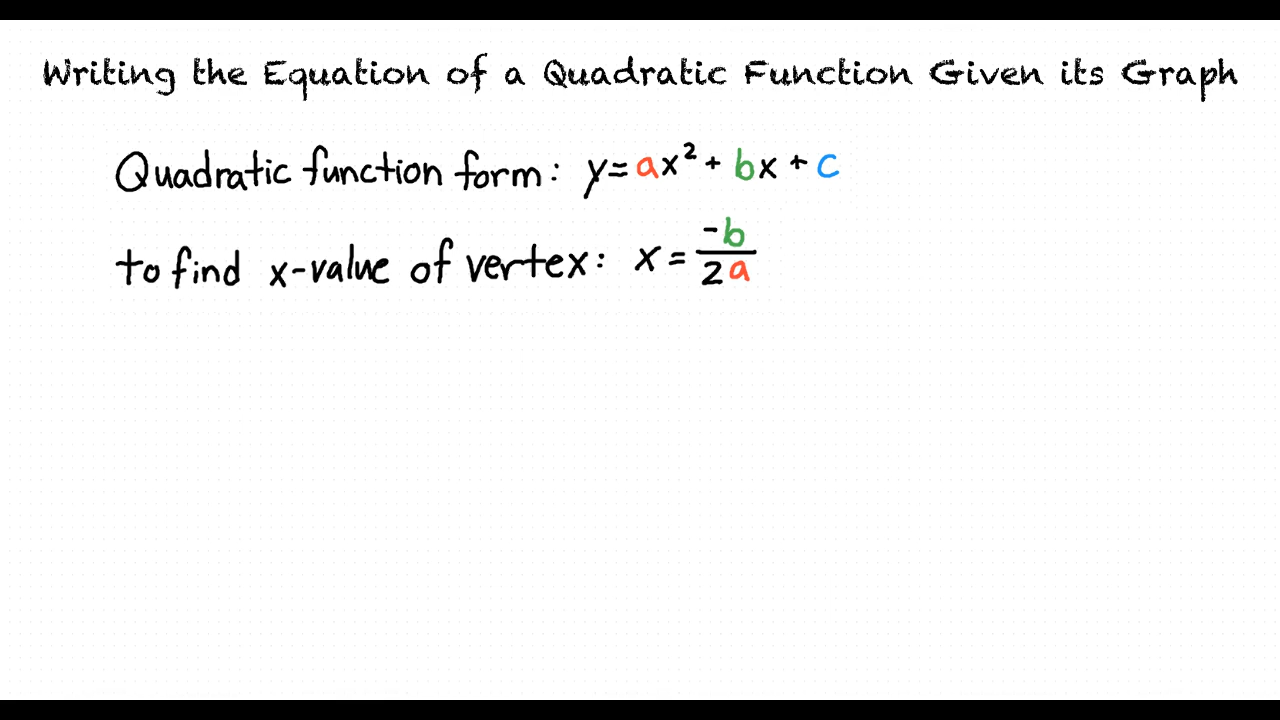 Writing the Equation of a Quadratic Function Given its Graph
Quadratic function form: y = ax² + bx + c
to find x-value of vertex: x = -b/2a